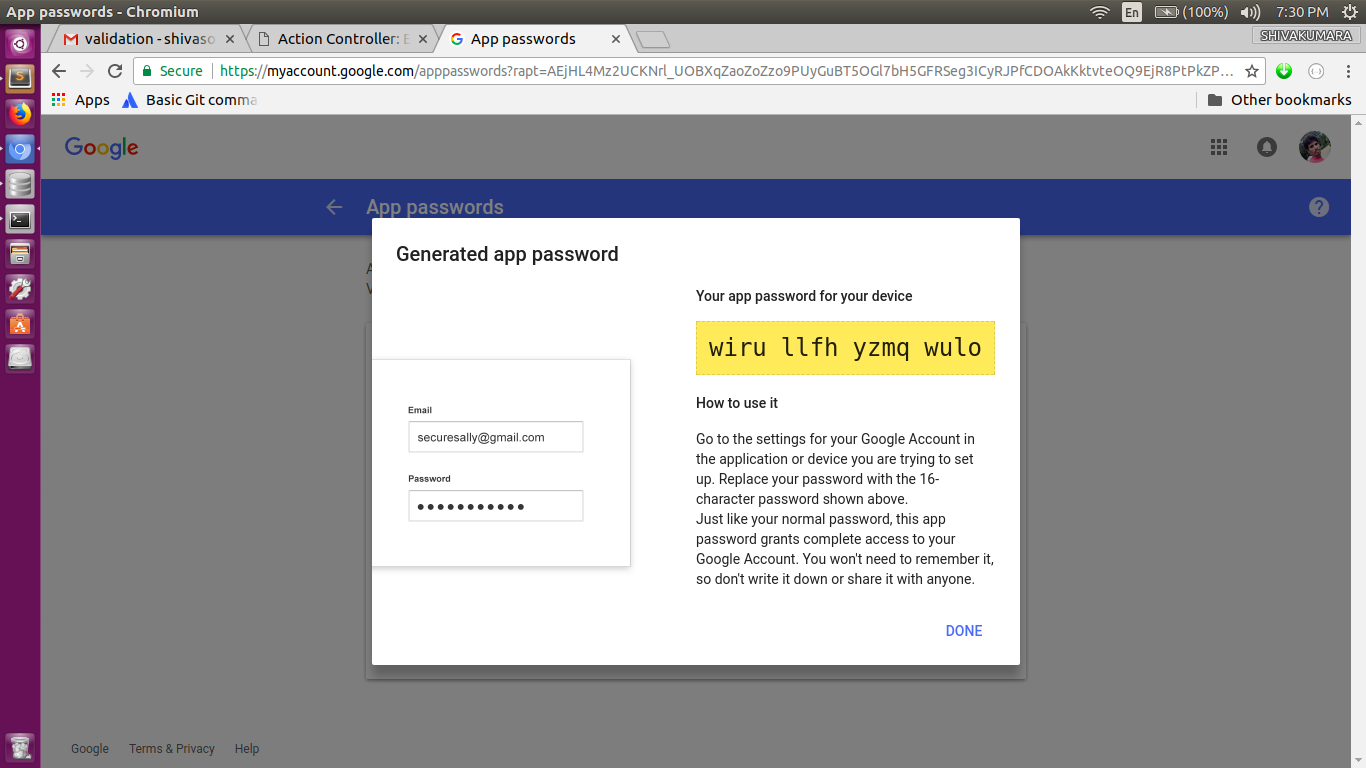 App passwords - Chromium
En
(100%)
7:30 PM
validation - shivaso
Action Controller: E
App passwords
SHIVAKUMARA
Secure
https://myaccount.google.com/apppasswords?rapt=AEjHL4Mz2UCKNrl_UOBXqZaoZoZzo9PUyGuBT5OGl7bH5GFRSeg3ICyRJPfCDOAkKktvteOQ9EjR8PtPkZP...
Apps
Basic Git comma
Other bookmarks
Google
App passwords
Generated app password
Email
securesally@gmail.com
Password
Your app password for your device
wiru llfh yzmq wulo
How to use it
Go to the settings for your Google Account in
the application or device you are trying to set
up. Replace your password with the 16-
character password shown above.
Just like your normal password, this app
password grants complete access to your
Google Account. You won't need to remember it,
so don't write it down or share it with anyone.
DONE
Google
Terms & Privacy
Help